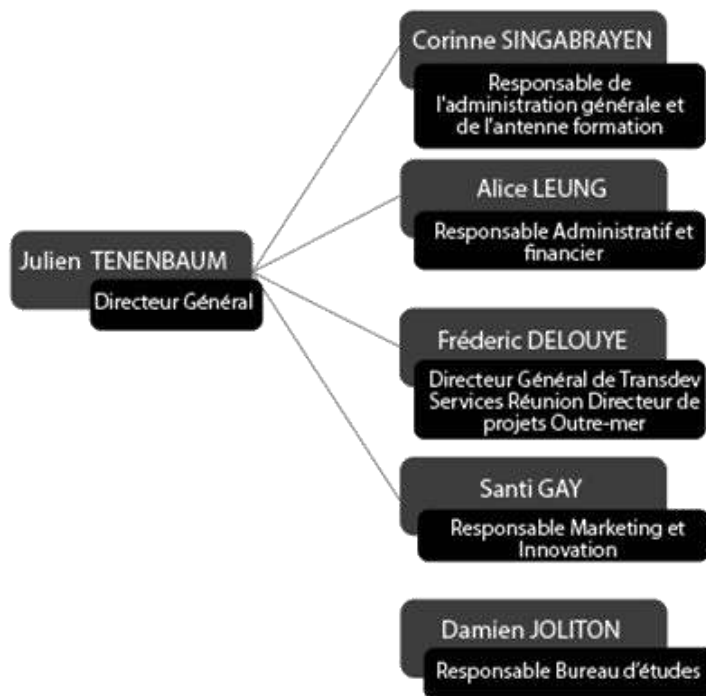 Corinne SINGABRAYEN
Responsable de
l'administration générale et
de l'antenne formation
Alice LEUNG
Responsable Administratif et
financier
Julien TENENBAUM
Directeur Général
Fréderic DELOUYE
Directeur Général de Transdev
Services Réunion Directeur de
projets Outre-mer
Santi GAY
Responsable Marketing et
Innovation
Damien JOLITON
Responsable Bureau d'études